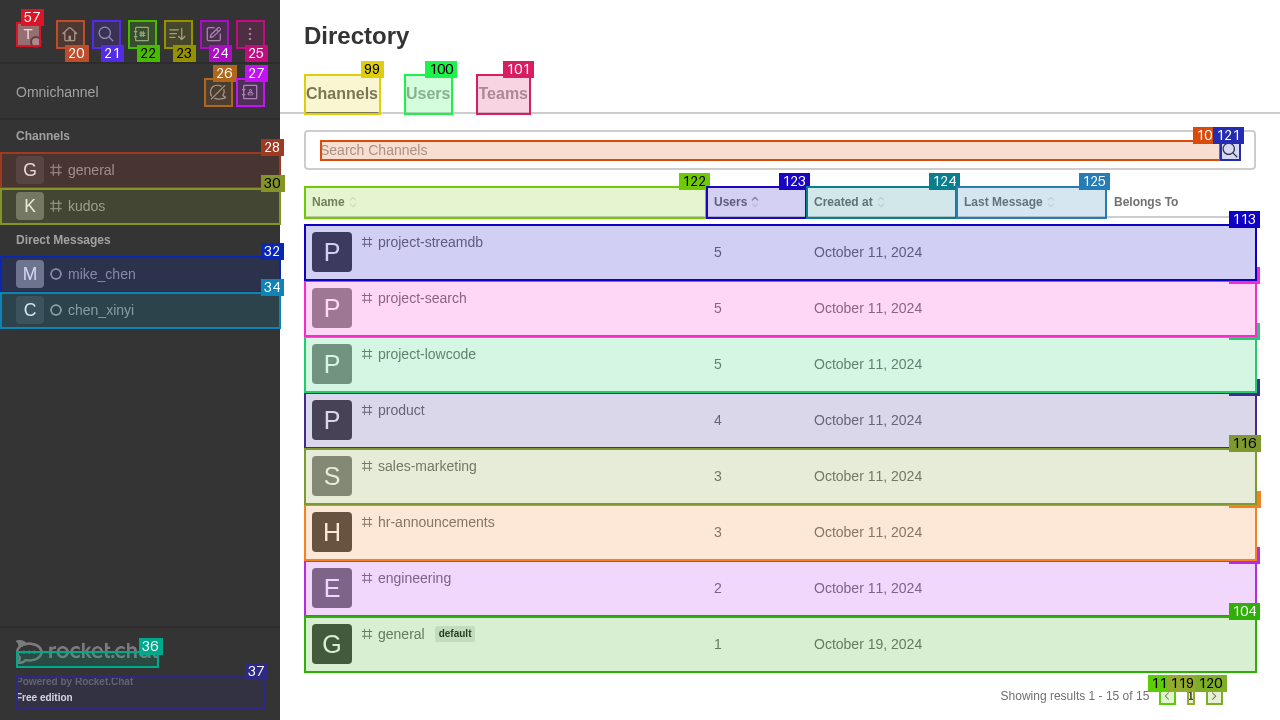 57
T
20
21
22
23
24
25
26
27
Omnichannel
Channels
28
G general
30
K kudos
Direct Messages
32
M mike_chen
34
C chen_xinyi
36
rocket.chat
37
Powered by Rocket.Chat
Free edition
Directory
99
100
101
Channels
Users
Teams
10
121
Search Channels
122
123
124
125
Name
Users
Created at
Last Message
Belongs To
113
P project-streamdb 5 October 11, 2024
P project-search 5 October 11, 2024
P project-lowcode 5 October 11, 2024
P product 4 October 11, 2024
116
S sales-marketing 3 October 11, 2024
H hr-announcements 3 October 11, 2024
E engineering 2 October 11, 2024
104
G general default 1 October 19, 2024
11
119
120
Showing results 1 - 15 of 15
1